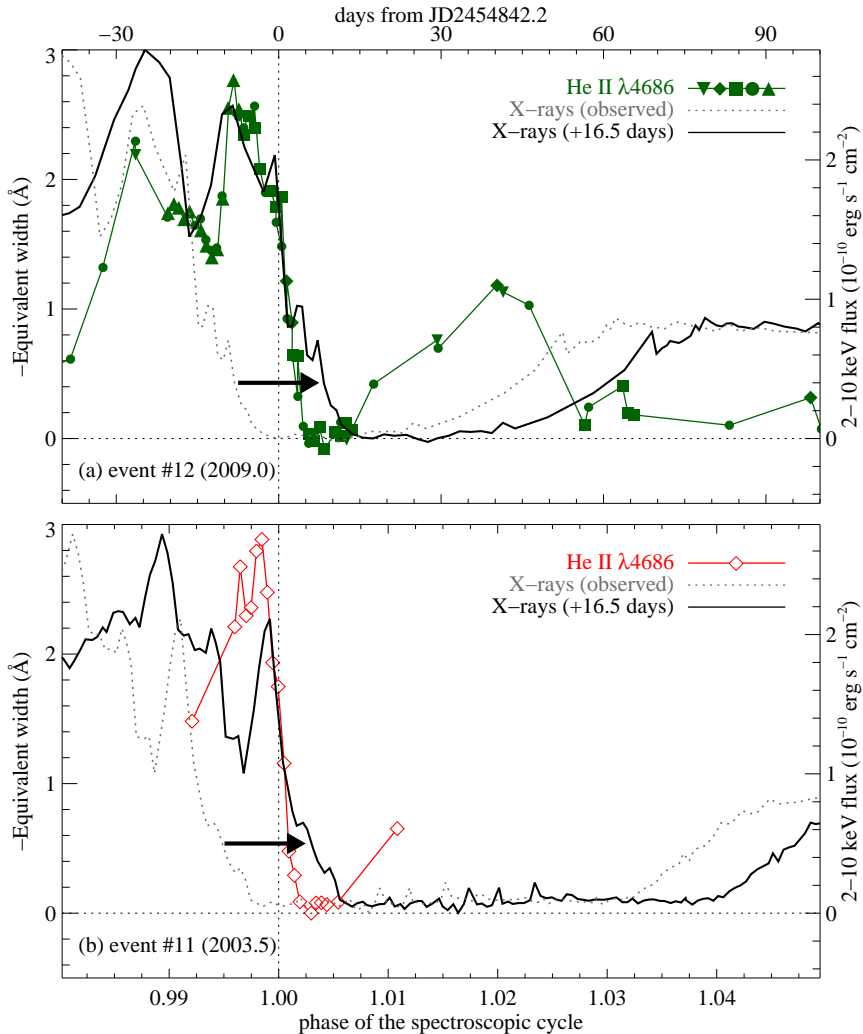 days from JD2454842.2
−30 0 30 60 90
3
2
1
0
−Equivalent width (Å)
He II λ4686
X−rays (observed)
X−rays (+16.5 days)
2
1
0
2−10 keV flux (10⁻¹⁰ erg s⁻¹ cm⁻²)
(a) event #12 (2009.0)
3
2
1
0
−Equivalent width (Å)
He II λ4686
X−rays (observed)
X−rays (+16.5 days)
2
1
0
2−10 keV flux (10⁻¹⁰ erg s⁻¹ cm⁻²)
(b) event #11 (2003.5)
0.99 1.00 1.01 1.02 1.03 1.04
phase of the spectroscopic cycle